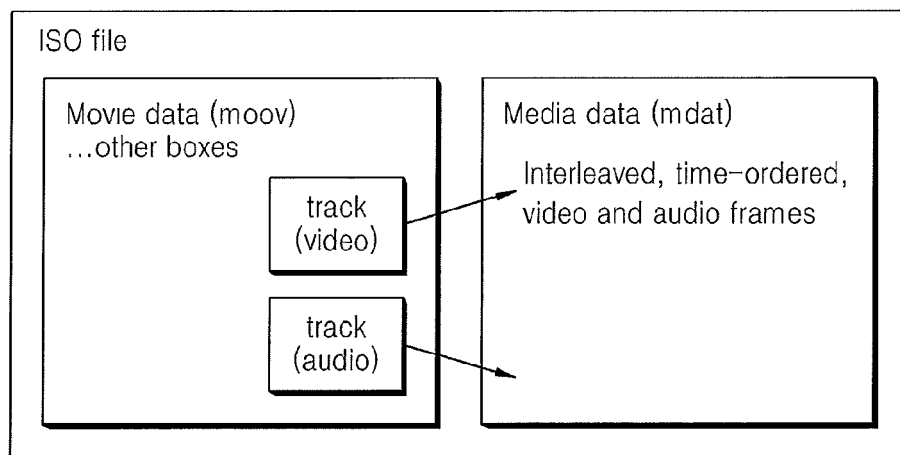 ISO file
Movie data (moov)
...other boxes
track
(video)
track
(audio)
Media data (mdat)
Interleaved, time-ordered,
video and audio frames